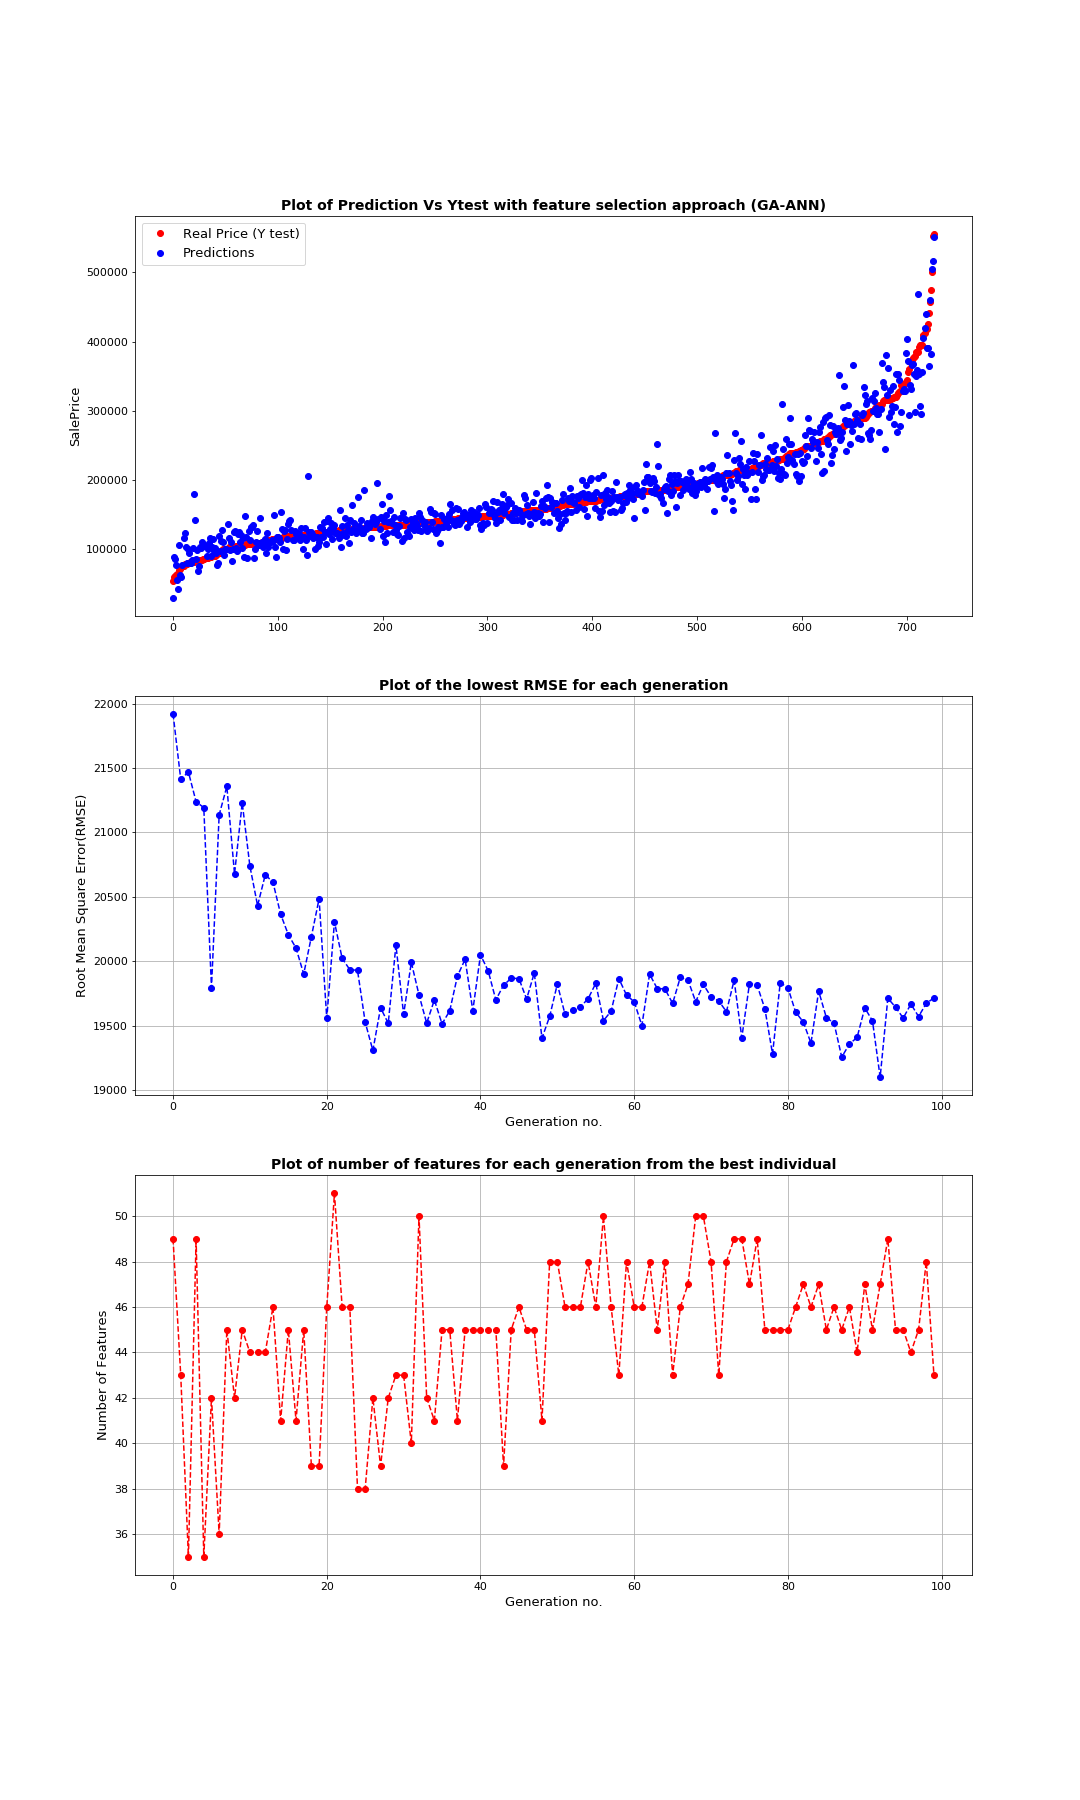 Plot of Prediction Vs Ytest with feature selection approach (GA-ANN)
Real Price (Y test)
Predictions
SalePrice
500000
400000
300000
200000
100000
0 100 200 300 400 500 600 700
Plot of the lowest RMSE for each generation
Root Mean Square Error(RMSE)
22000
21500
21000
20500
20000
19500
19000
0 20 40 60 80 100
Generation no.
Plot of number of features for each generation from the best individual
Number of Features
50
48
46
44
42
40
38
36
0 20 40 60 80 100
Generation no.